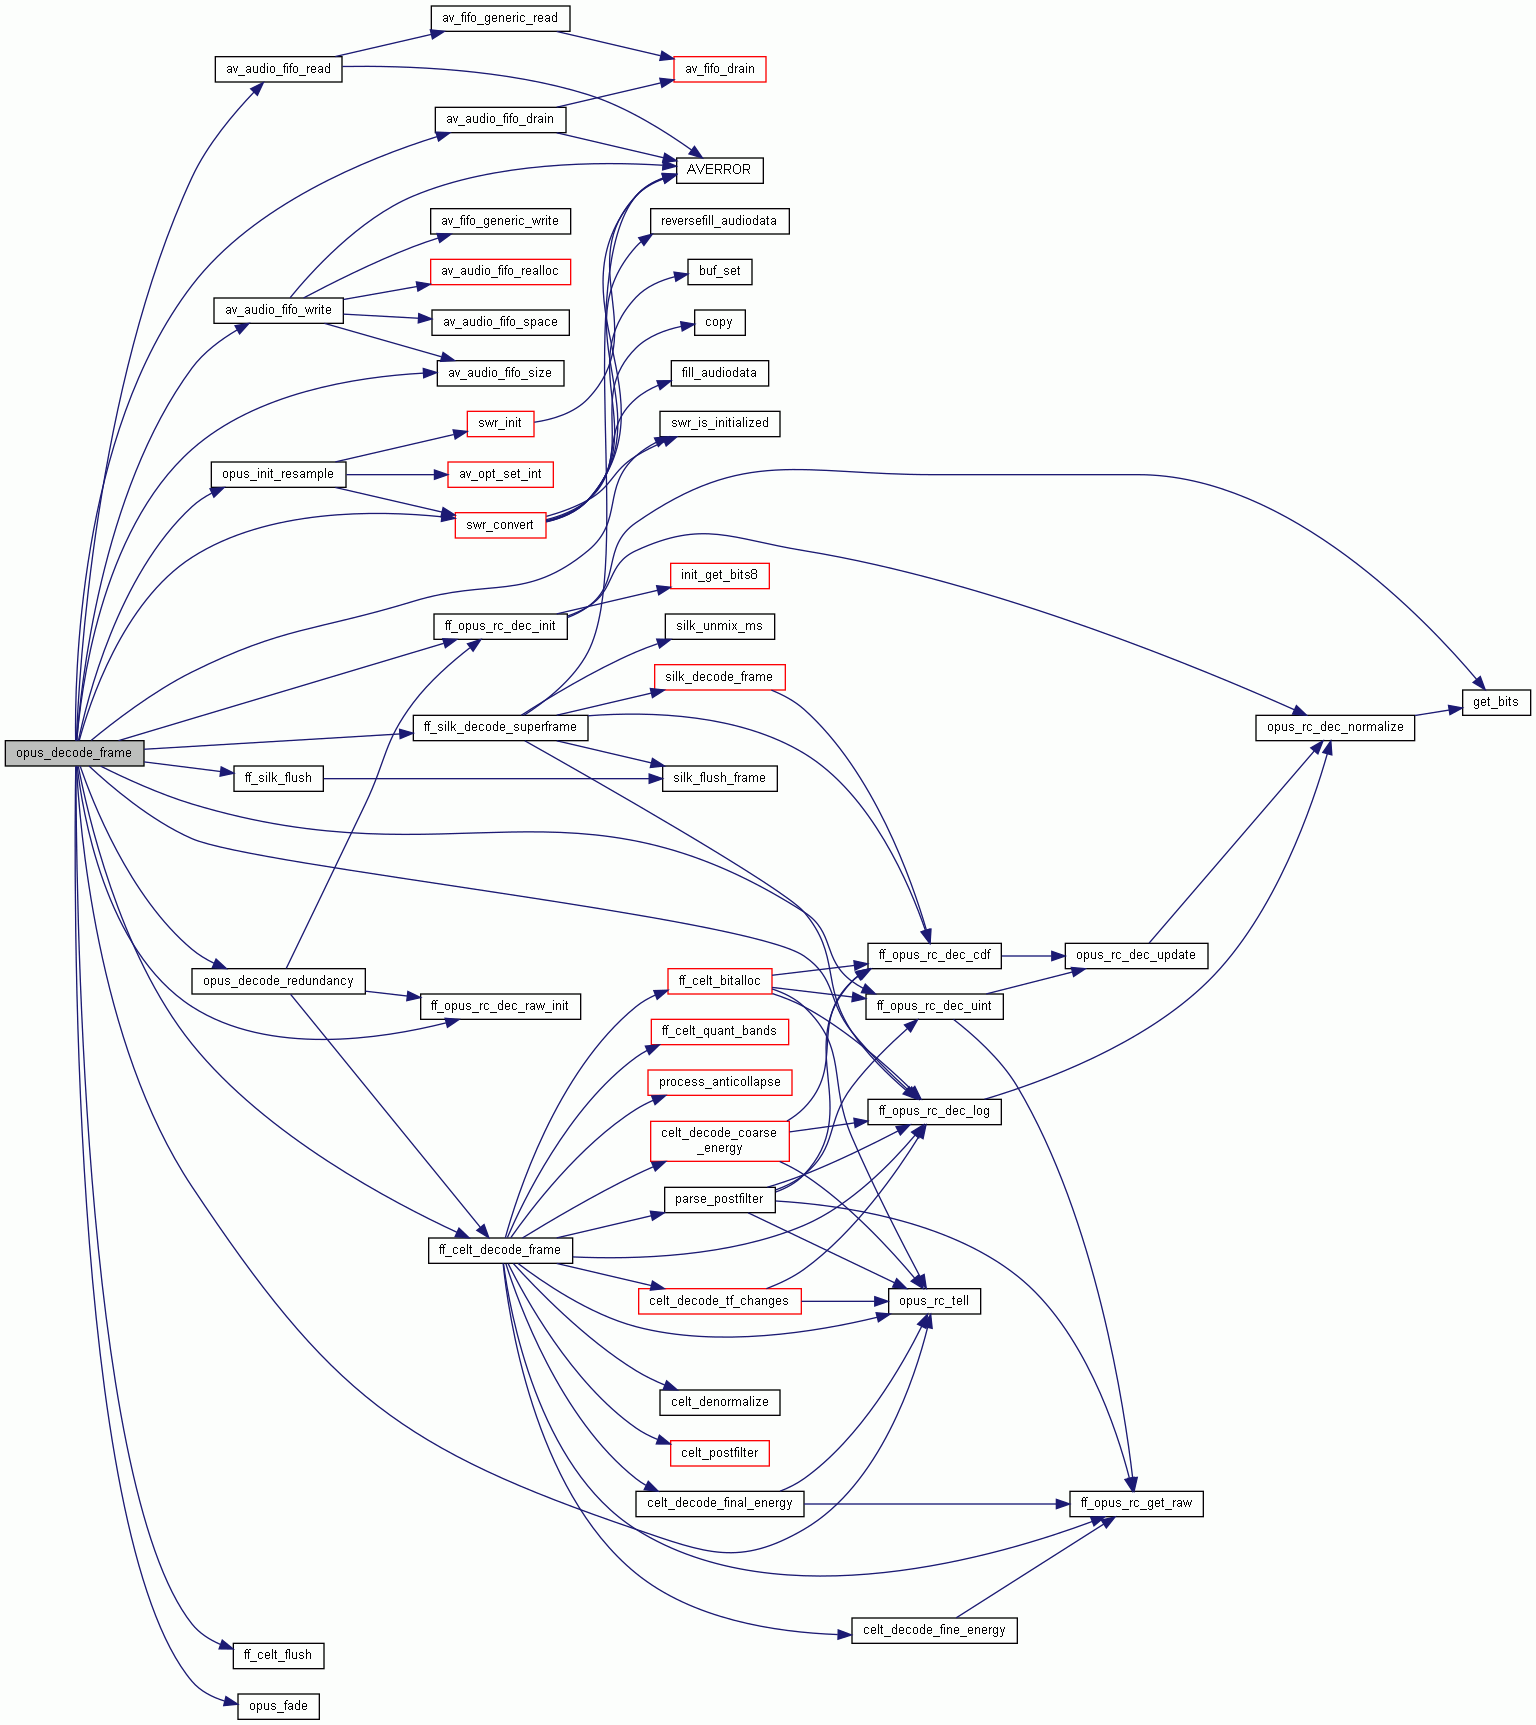 av_fifo_generic_read
av_audio_fifo_read
av_fifo_drain
av_audio_fifo_drain
AVERROR
av_fifo_generic_write
reversefill_audiodata
av_audio_fifo_realloc
buf_set
av_audio_fifo_write
av_audio_fifo_space
copy
av_audio_fifo_size
fill_audiodata
swr_init
swr_is_initialized
opus_init_resample
av_opt_set_int
swr_convert
init_get_bits8
ff_opus_rc_dec_init
silk_unmix_ms
silk_decode_frame
get_bits
ff_silk_decode_superframe
opus_rc_dec_normalize
opus_decode_frame
ff_silk_flush
silk_flush_frame
ff_opus_rc_dec_cdf
opus_rc_dec_update
opus_decode_redundancy
ff_celt_bitalloc
ff_opus_rc_dec_raw_init
ff_opus_rc_dec_uint
ff_celt_quant_bands
process_anticollapse
ff_opus_rc_dec_log
celt_decode_coarse
_energy
parse_postfilter
ff_celt_decode_frame
celt_decode_tf_changes
opus_rc_tell
celt_denormalize
celt_postfilter
celt_decode_final_energy
ff_opus_rc_get_raw
celt_decode_fine_energy
ff_celt_flush
opus_fade